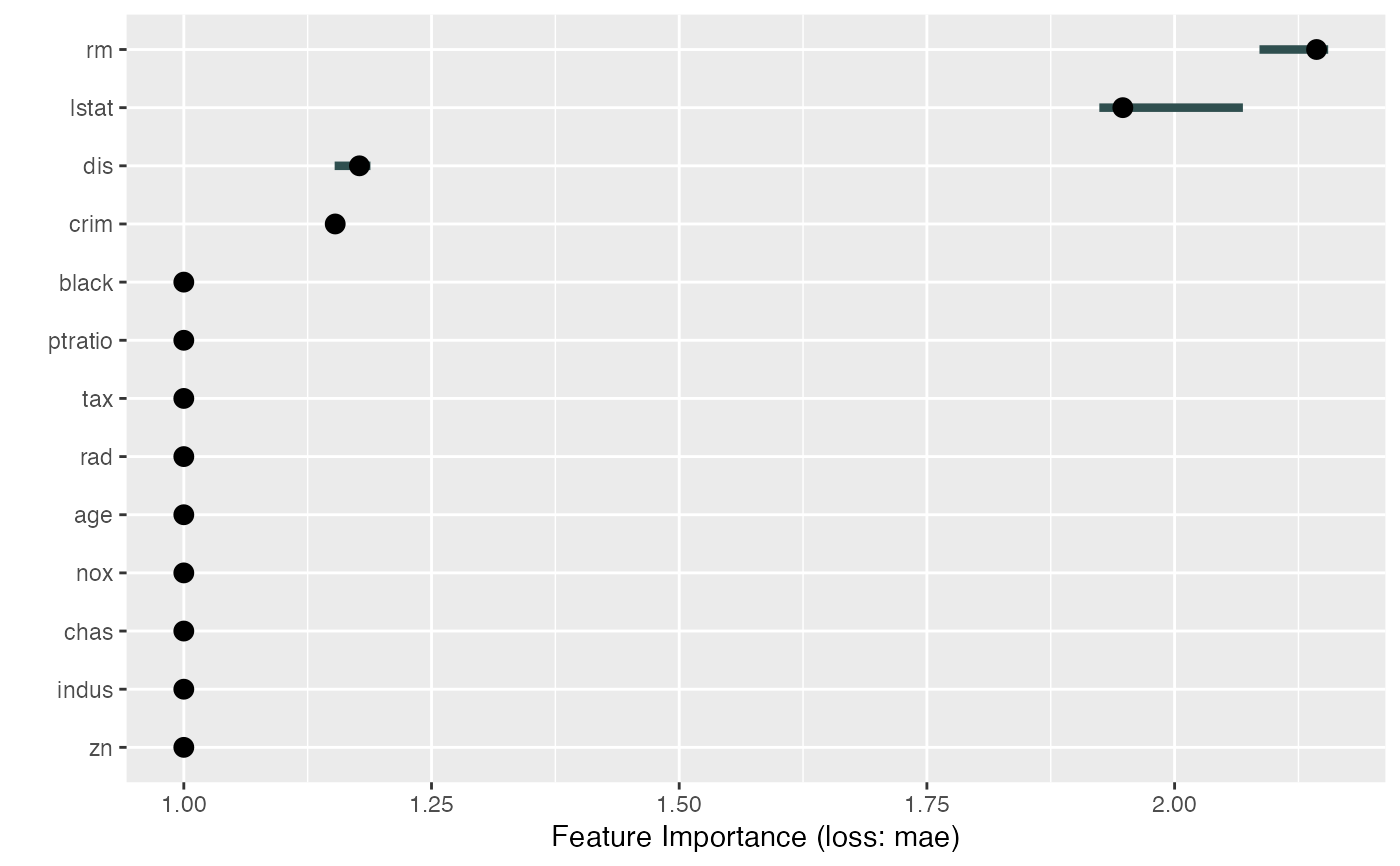 rm
lstat
dis
crim
black
ptratio
tax
rad
age
nox
chas
indus
zn
1.00 1.25 1.50 1.75 2.00
Feature Importance (loss: mae)